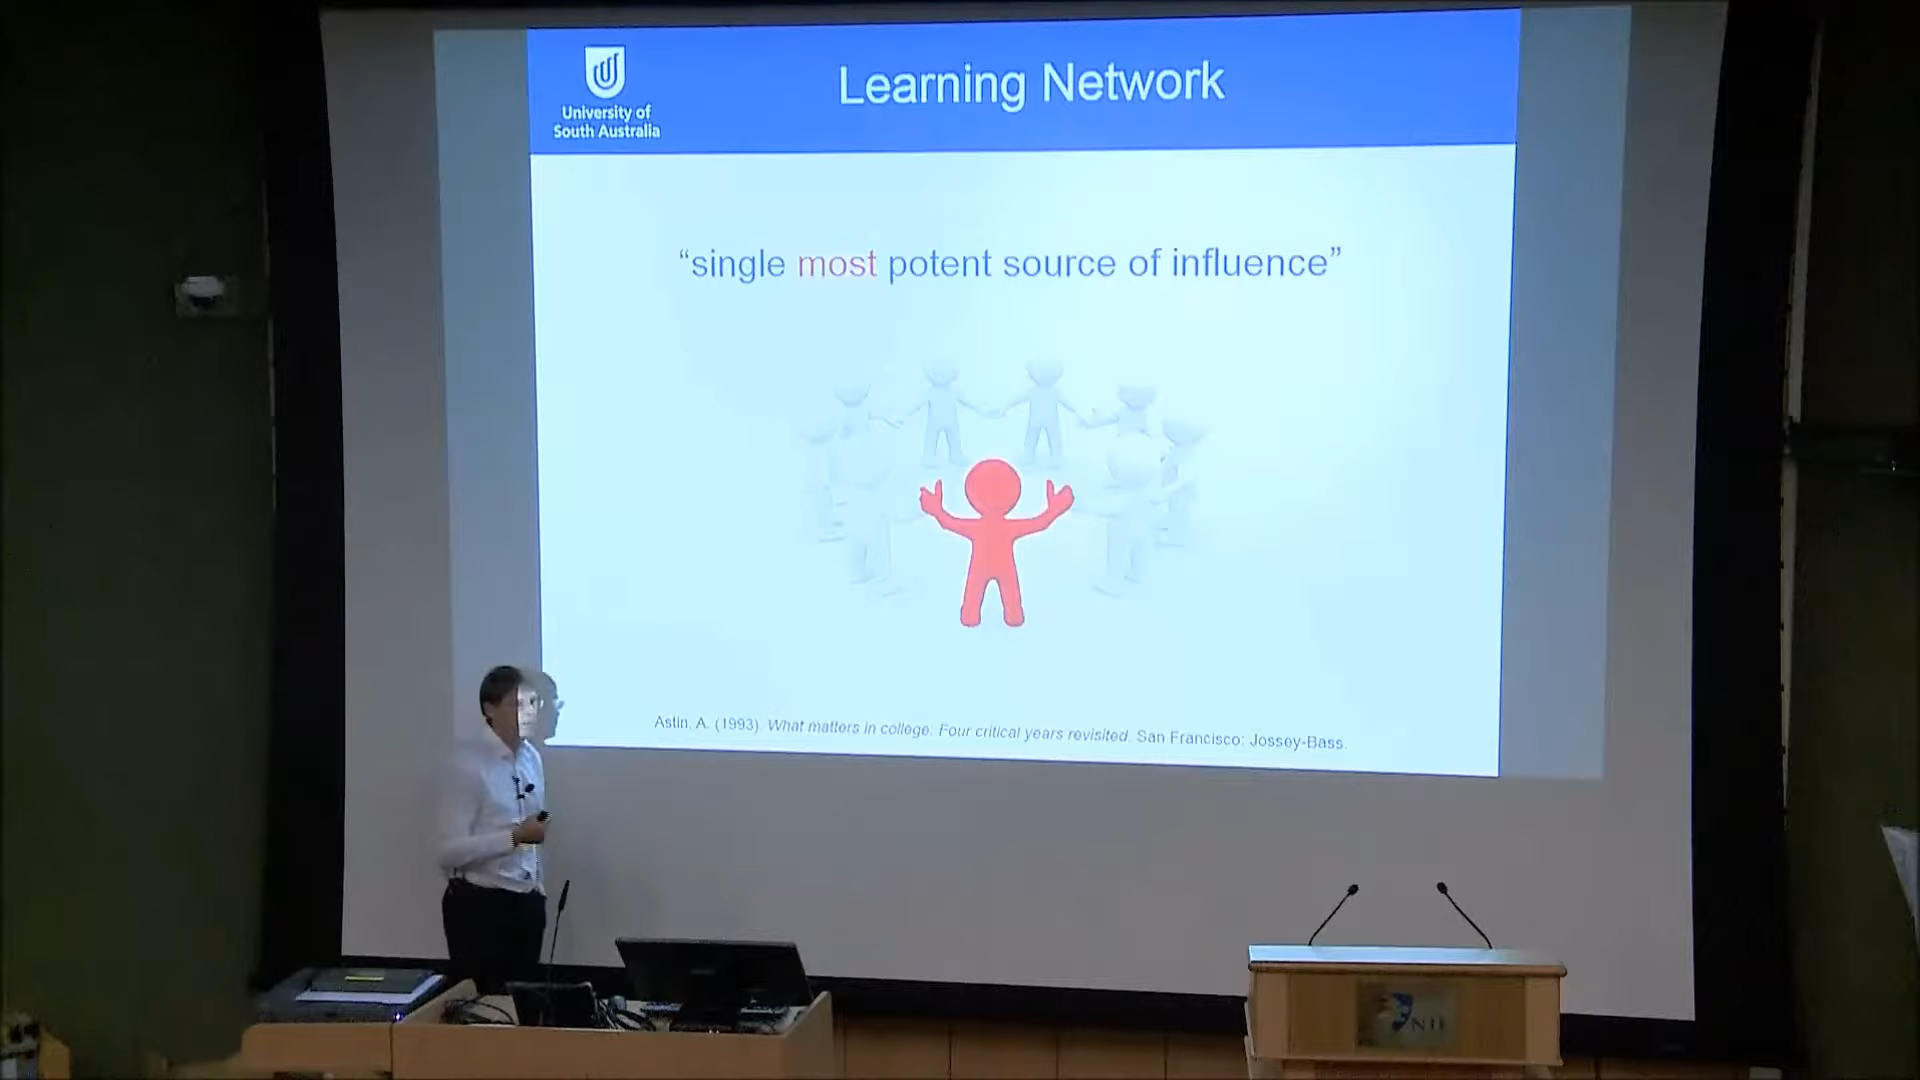 Learning Network
University of
South Australia
“single most potent source of influence”
Astin, A. (1993). What matters in college: Four critical years revisited. San Francisco: Jossey-Bass.
NIE